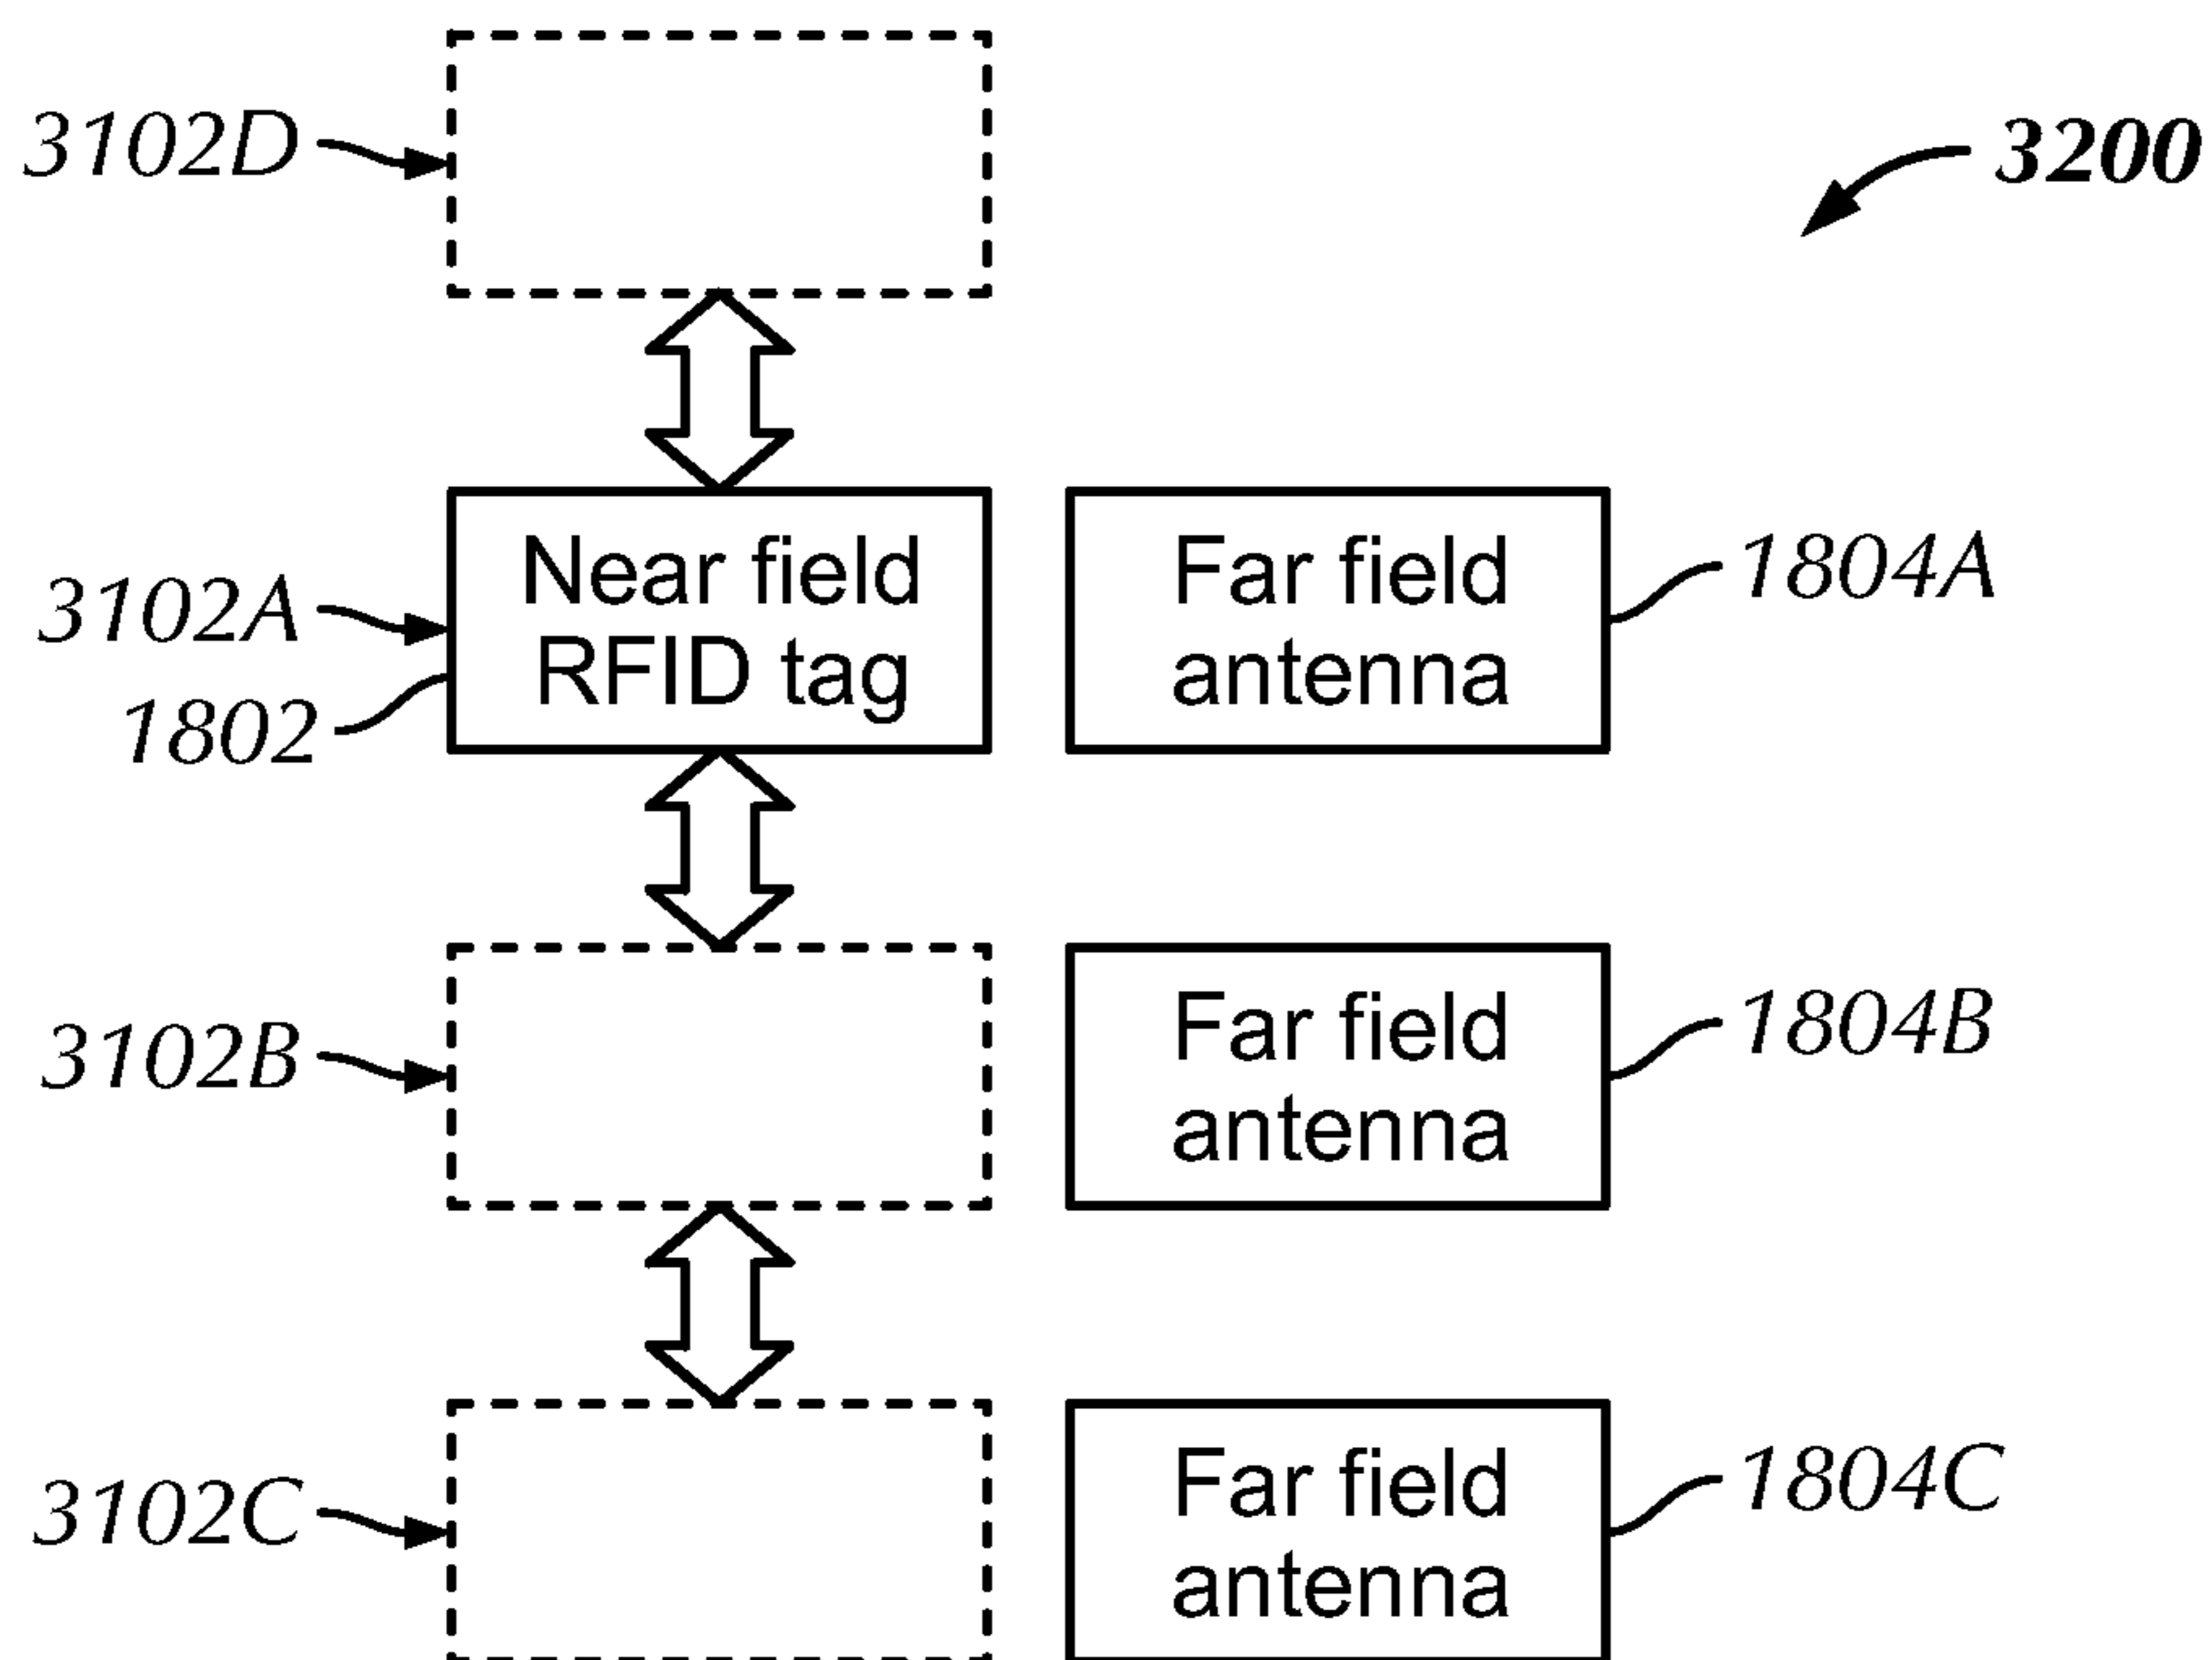 3102D
3200
Near field
RFID tag
3102A
1802
Far field
antenna
1804A
3102B
Far field
antenna
1804B
3102C
Far field
antenna
1804C